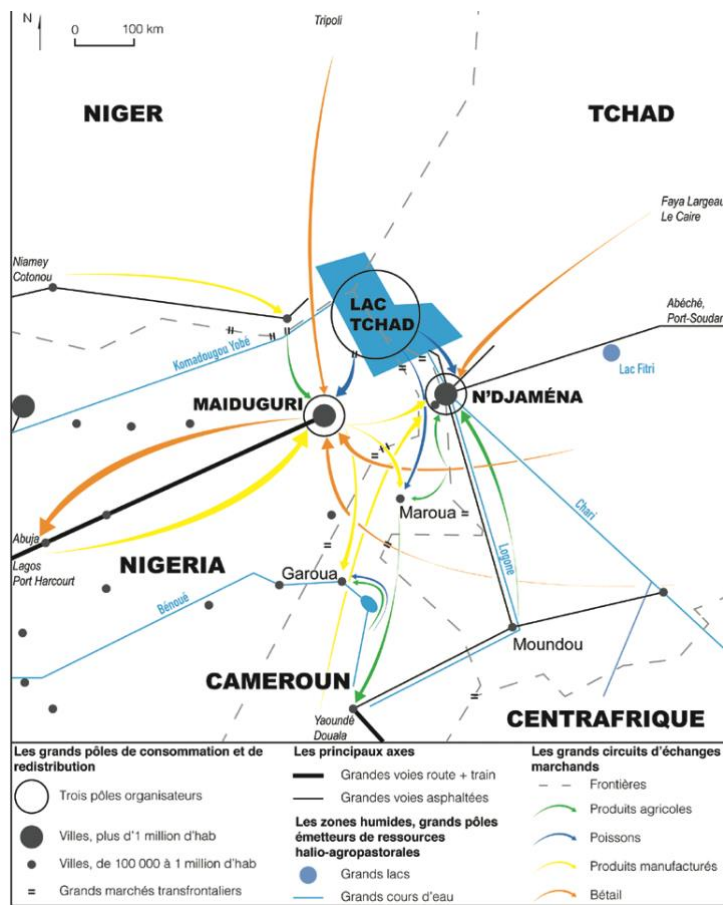 N
0 100 km
Tripoli
NIGER
TCHAD
Faya Largeau
Le Caire
Niamey
Cotonou
LAC
TCHAD
Abéché,
Port-Soudan
Komadougou Yobé
Lac Fitri
MAIDUGURI
N'DJAMÉNA
Maroua
Chari
Abuja
Lagos
Port Harcourt
NIGERIA
Garoua
Logone
Bénoué
Moundou
CAMEROUN
Yaoundé
Douala
CENTRAFRIQUE
Les grands pôles de consommation et de
redistribution
Trois pôles organisateurs
Villes, plus d'1 million d'hab
Villes, de 100 000 à 1 million d'hab
Grands marchés transfrontaliers
Les principaux axes
Grandes voies route + train
Grandes voies asphaltées
Les zones humides, grands pôles
émetteurs de ressources
halio-agropastorales
Grands lacs
Grands cours d'eau
Les grands circuits d'échanges
marchands
Frontières
Produits agricoles
Poissons
Produits manufacturés
Bétail